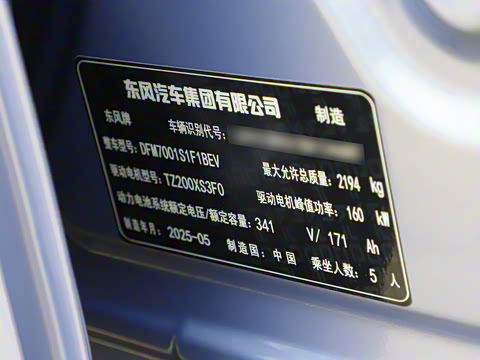 东风汽车集团有限公司 制造
东风牌 车辆识别代号:
整车型号: DFM7001S1F1BEV 最大允许总质量: 2194 kg
驱动电机型号: TZ200XS3F0 驱动电机峰值功率: 160 kW
动力电池系统额定电压/额定容量: 341 V/ 171 Ah
制造年月: 2025-05 制造国: 中国 乘坐人数: 5 人